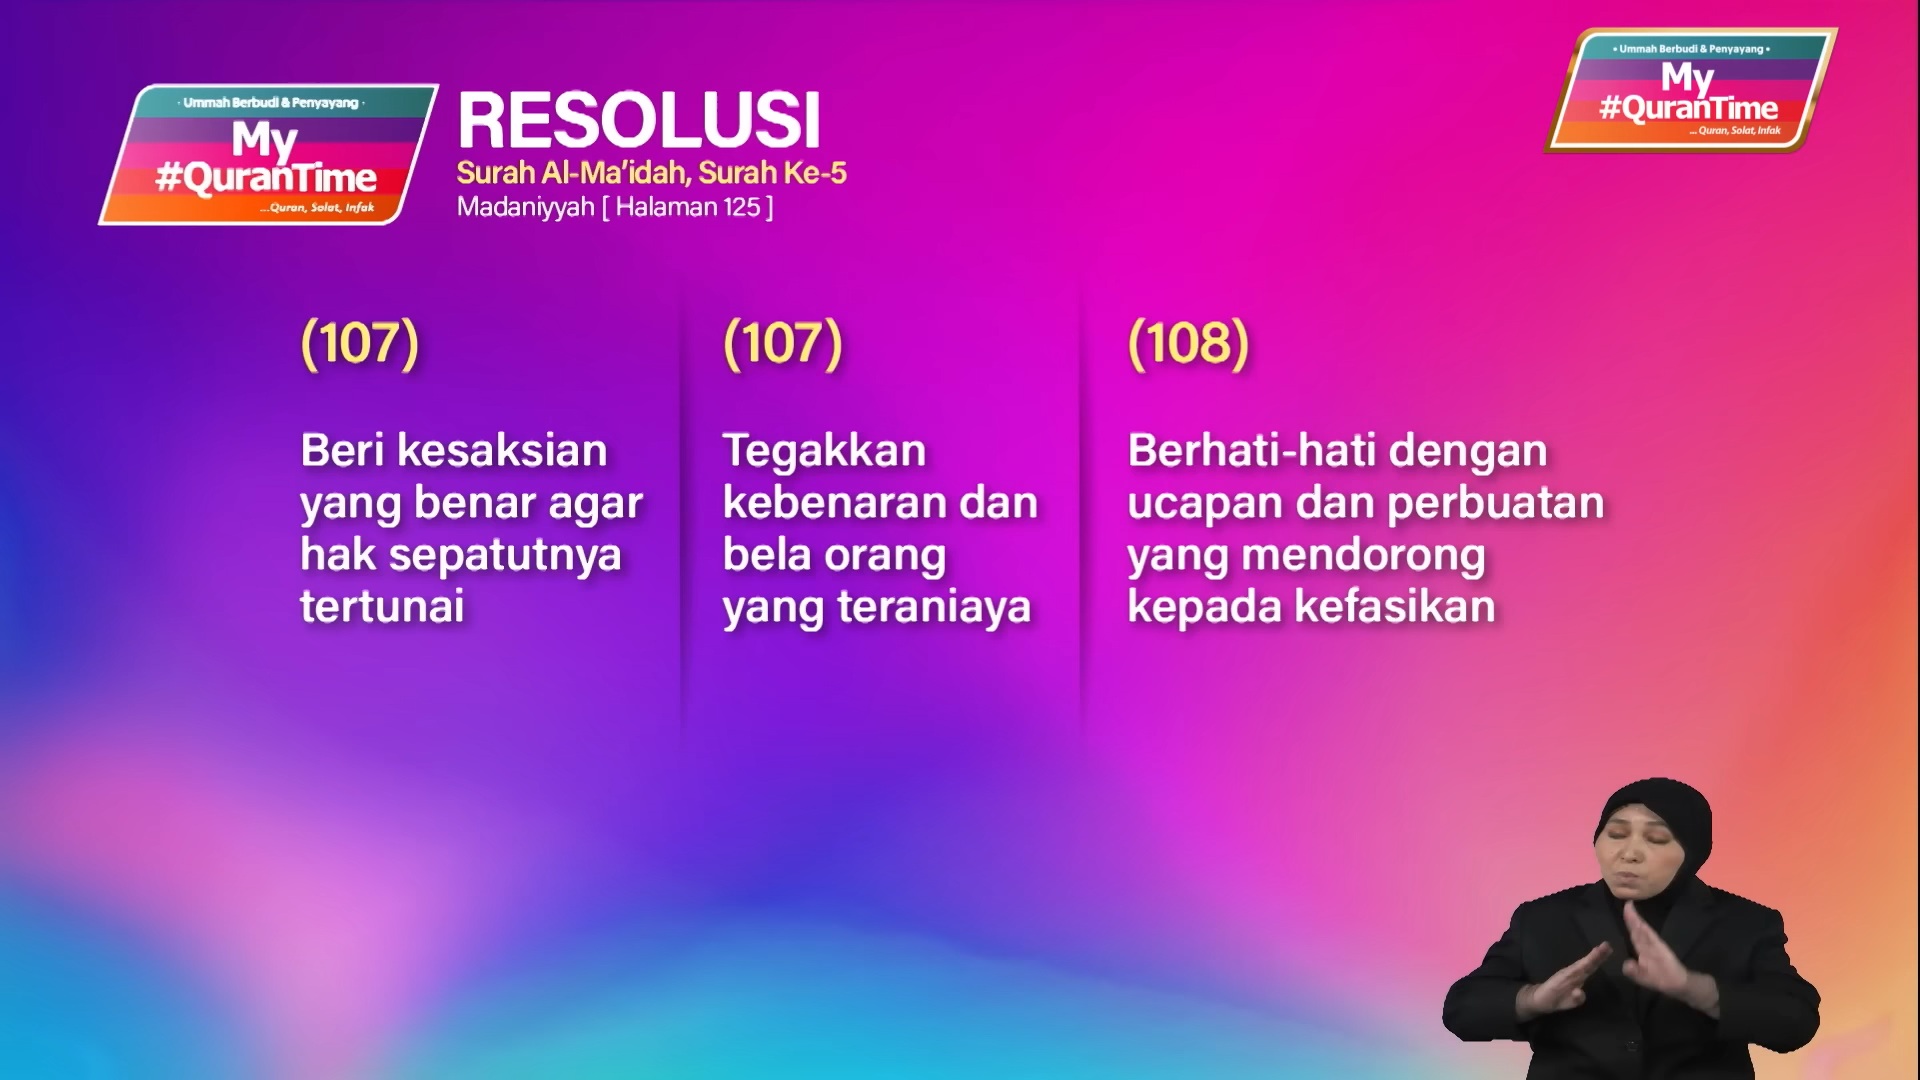 · Ummah Berbudi & Penyayang ·
My
#QuranTime
...Quran, Solat, Infak
RESOLUSI
Surah Al-Ma'idah, Surah Ke-5
Madaniyyah [ Halaman 125 ]
• Ummah Berbudi & Penyayang •
My
#QuranTime
... Quran, Solat, Infak
(107)
Beri kesaksian
yang benar agar
hak sepatutnya
tertunai
(107)
Tegakkan
kebenaran dan
bela orang
yang teraniaya
(108)
Berhati-hati dengan
ucapan dan perbuatan
yang mendorong
kepada kefasikan